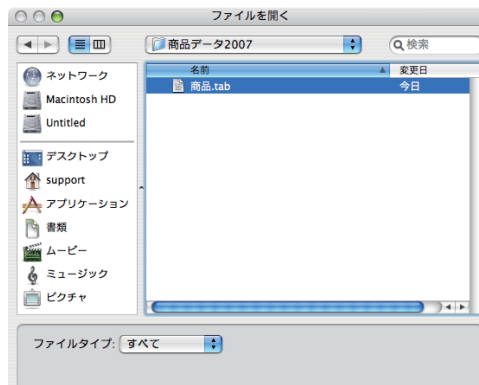 ファイルを開く
商品データ2007
検索
名前
変更日
商品.tab
今日
ネットワーク
Macintosh HD
Untitled
デスクトップ
support
アプリケーション
書類
ムービー
ミュージック
ピクチャ
ファイルタイプ: すべて